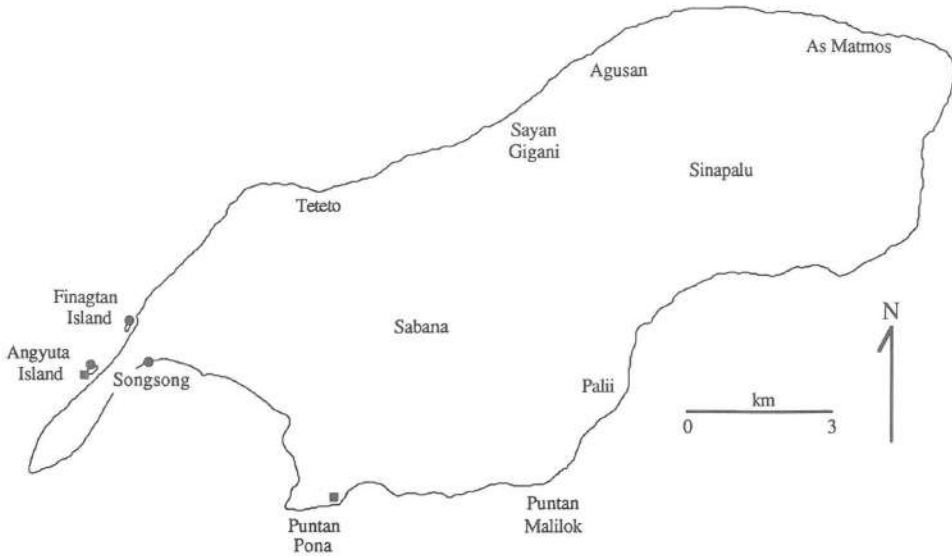 As Matmos
Agusan
Sayan
Gigani
Sinapalu
Teteto
Finagtan
Island
N
Sabana
Angyuta
Island
Songsong
Palii
km
0 3
Puntan
Malilok
Puntan
Pona